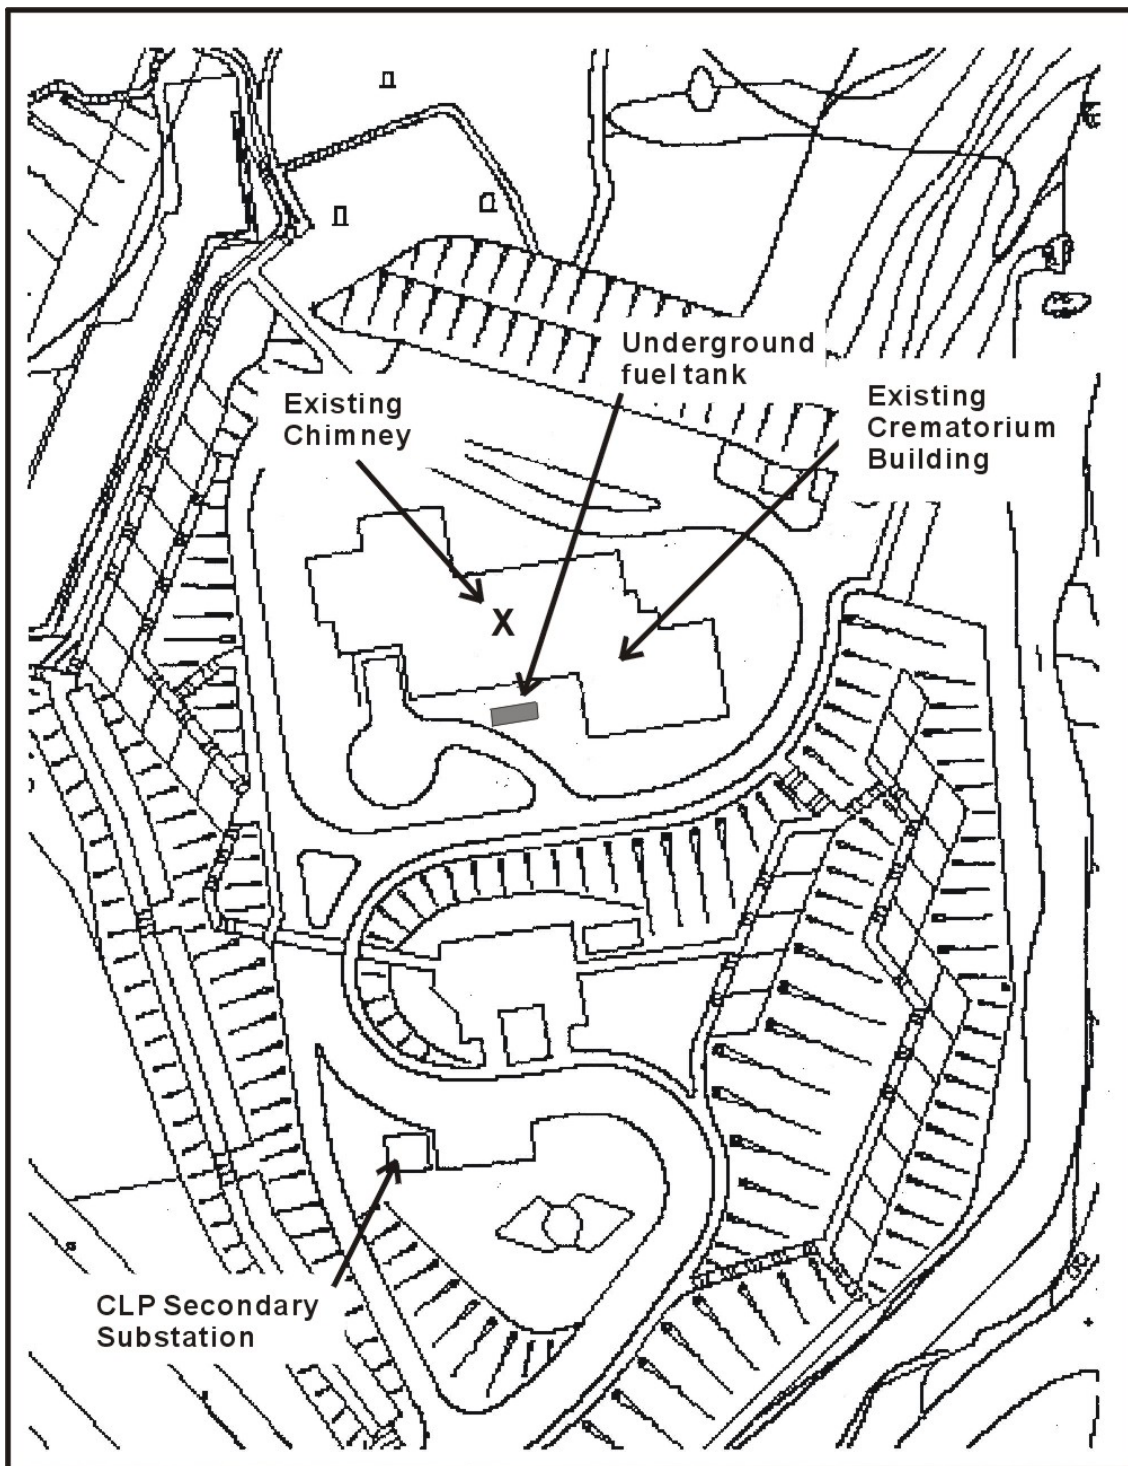 Underground
fuel tank
Existing
Chimney
Existing
Crematorium
Building
X
CLP Secondary
Substation